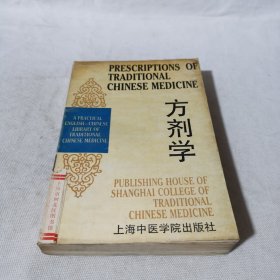 PRESCRIPTIONS OF
TRADITIONAL
CHINESE MEDICINE
A PRACTICAL
ENGLISH-CHINESE
LIBRARY OF
TRADITIONAL
CHINESE MEDICINE
方剂学
PUBLISHING HOUSE OF
SHANGHAI COLLEGE OF
TRADITIONAL
CHINESE MEDICINE
上海中医学院出版社